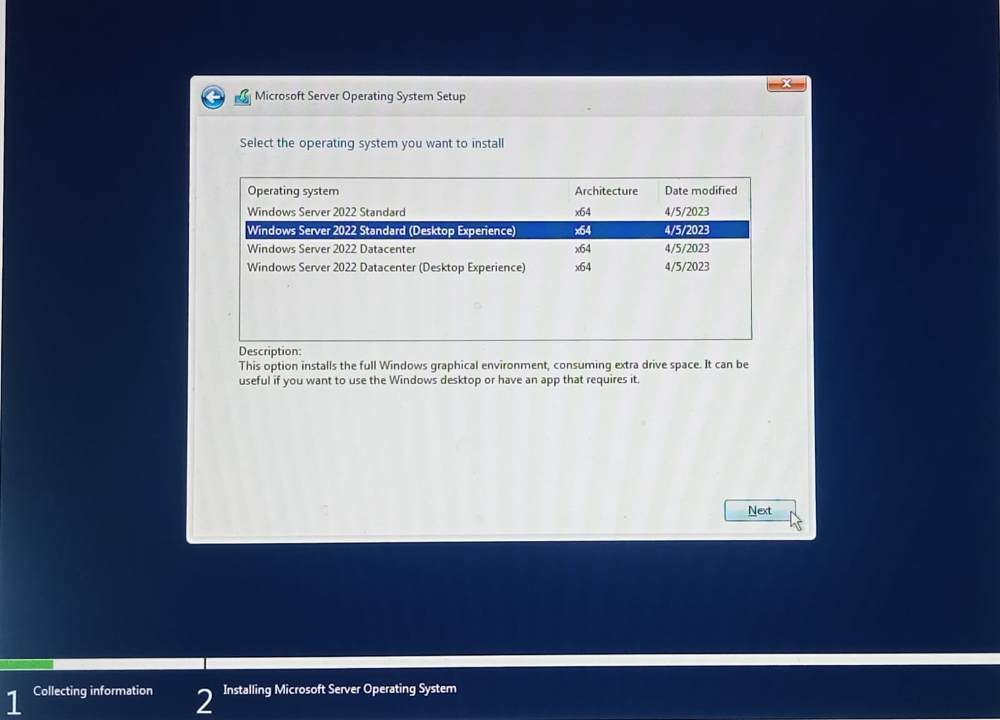 Microsoft Server Operating System Setup
Select the operating system you want to install
Operating system Architecture Date modified
Windows Server 2022 Standard x64 4/5/2023
Windows Server 2022 Standard (Desktop Experience) x64 4/5/2023
Windows Server 2022 Datacenter x64 4/5/2023
Windows Server 2022 Datacenter (Desktop Experience) x64 4/5/2023
Description:
This option installs the full Windows graphical environment, consuming extra drive space. It can be
useful if you want to use the Windows desktop or have an app that requires it.
Next
1 Collecting information 2 Installing Microsoft Server Operating System